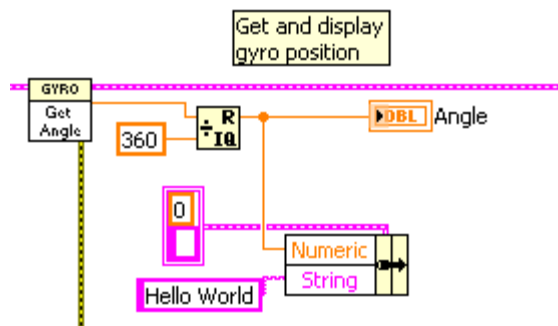 Get and display
gyro position
GYRO
Get
Angle
360
÷ R
IQ
DBL
Angle
0
Numeric
String
Hello World